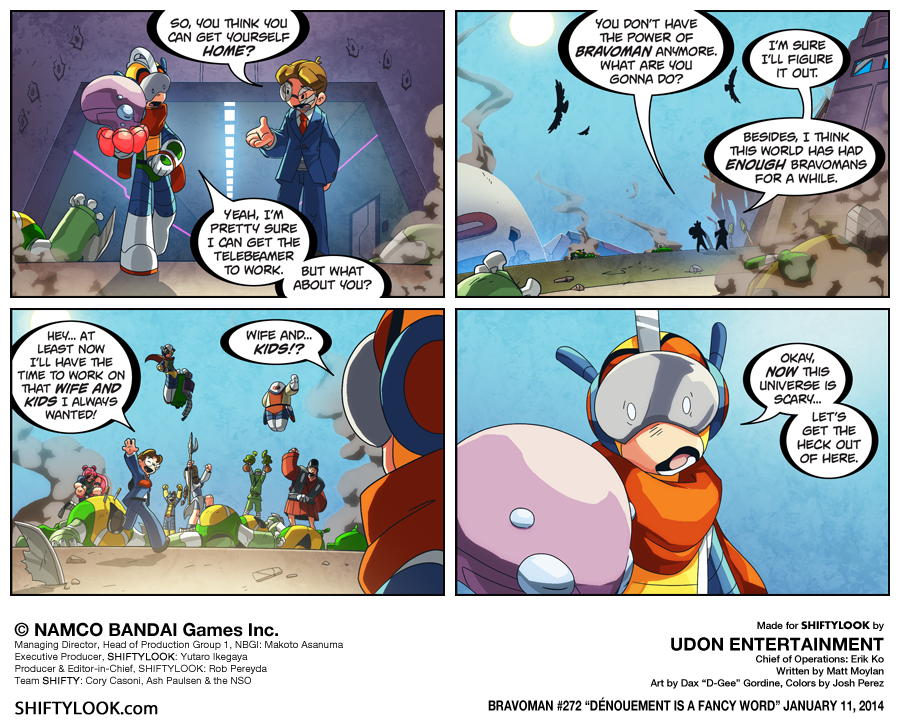 SO, YOU THINK YOU
CAN GET YOURSELF
HOME?
YEAH, I'M
PRETTY SURE
I CAN GET THE
TELEBEAMER
TO WORK.
BUT WHAT
ABOUT YOU?
YOU DON'T HAVE
THE POWER OF
BRAVOMAN ANYMORE.
WHAT ARE YOU
GONNA DO?
I'M SURE
I'LL FIGURE
IT OUT.
BESIDES, I THINK
THIS WORLD HAS HAD
ENOUGH BRAVOMANS
FOR A WHILE.
HEY... AT
LEAST NOW
I'LL HAVE THE
TIME TO WORK ON
THAT WIFE AND
KIDS I ALWAYS
WANTED!
WIFE AND...
KIDS!?
OKAY,
NOW THIS
UNIVERSE IS
SCARY...
LET'S
GET THE
HECK OUT
OF HERE.
© NAMCO BANDAI Games Inc.
Managing Director, Head of Production Group 1, NBGI: Makoto Asanuma
Executive Producer, SHIFTYLOOK: Yutaro Ikegaya
Producer & Editor-in-Chief, SHIFTYLOOK: Rob Pereyda
Team SHIFTY: Cory Casoni, Ash Paulsen & the NSO
SHIFTYLOOK.com
Made for SHIFTYLOOK by
UDON ENTERTAINMENT
Chief of Operations: Erik Ko
Written by Matt Moylan
Art by Dax “D-Gee” Gordine, Colors by Josh Perez
BRAVOMAN #272 “DÉNOUEMENT IS A FANCY WORD” JANUARY 11, 2014